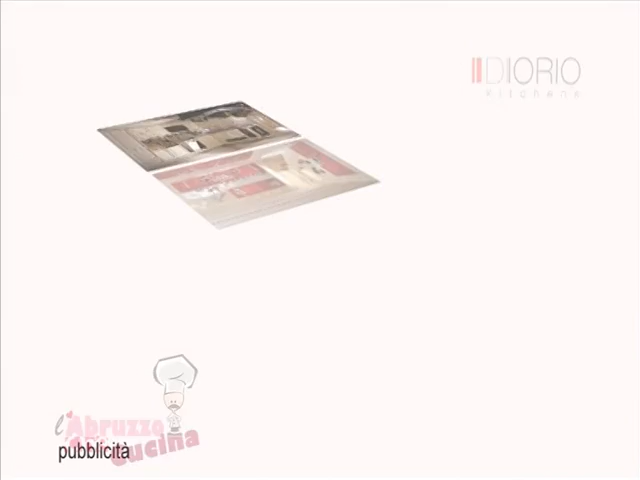 DIORIO
Kitchens
l'Abruzzo
cucina
pubblicità